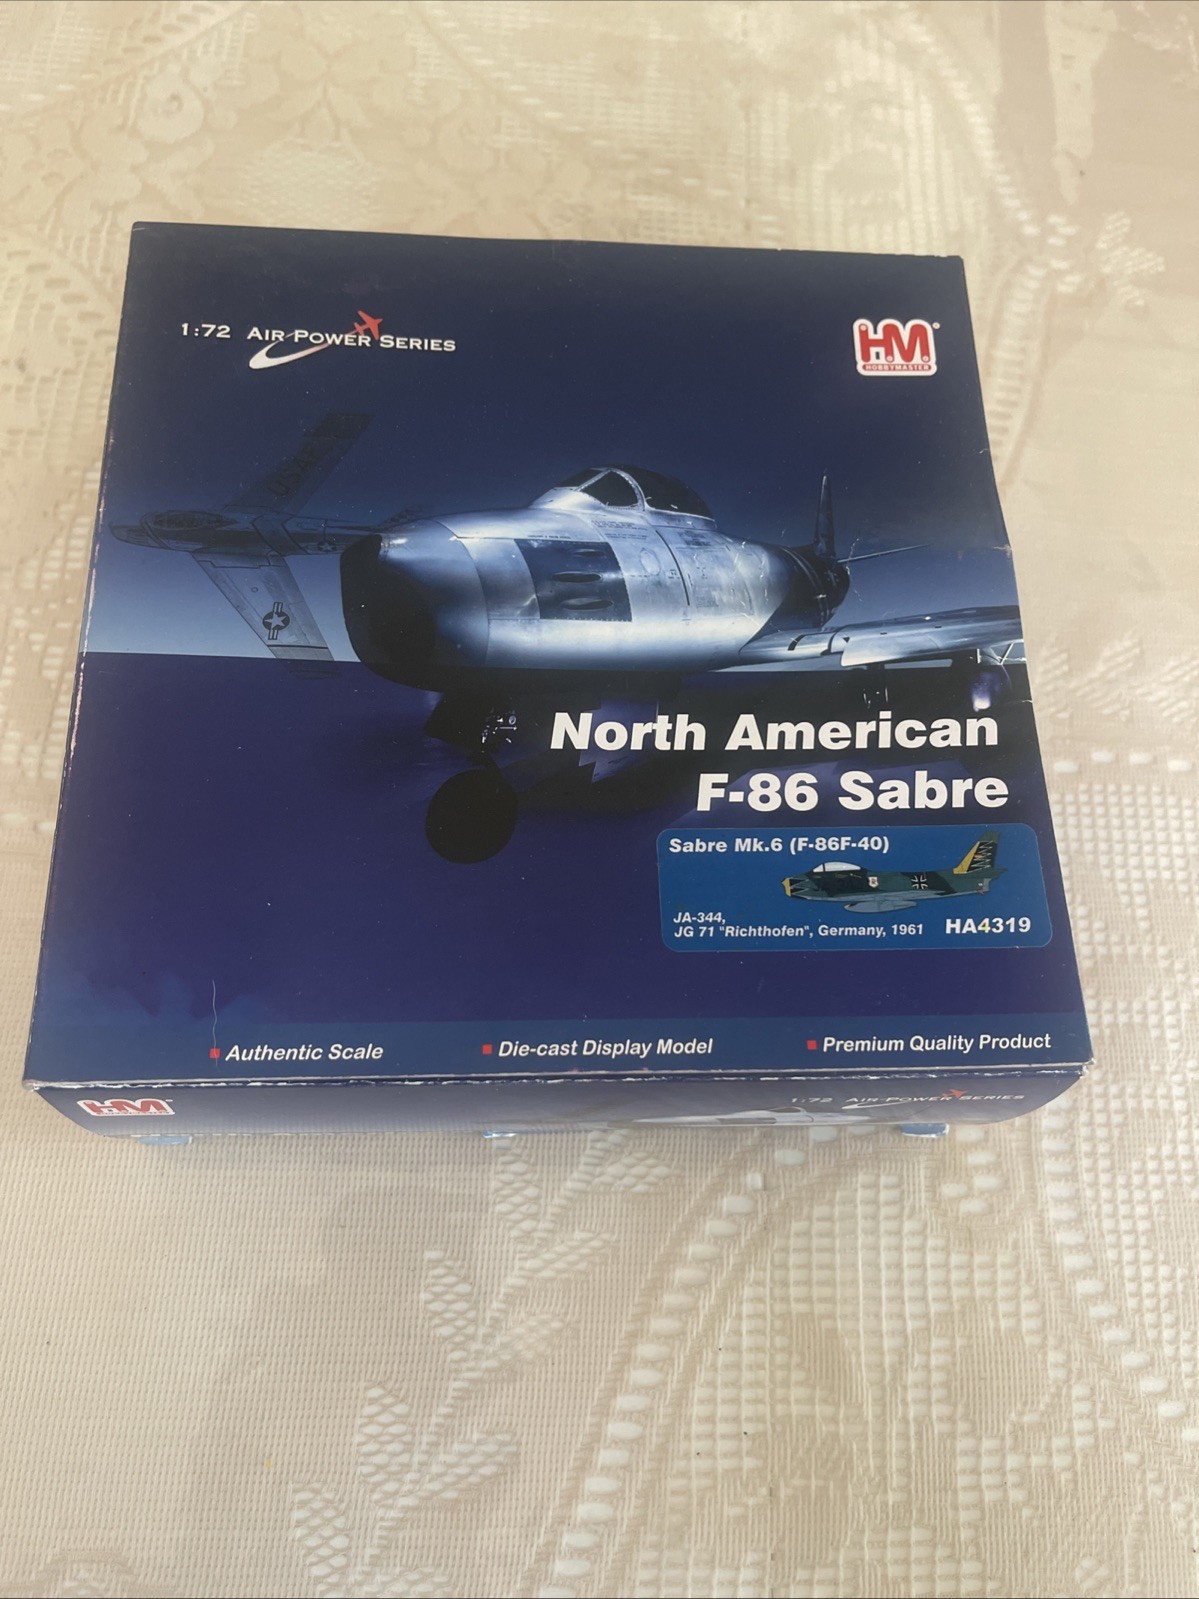 1:72 AIR POWER SERIES
HM
HOBBYMASTER
North American
F-86 Sabre
Sabre Mk.6 (F-86F-40)
JA-344,
JG 71 "Richthofen", Germany, 1961
HA4319
Authentic Scale
Die-cast Display Model
Premium Quality Product
HM
1:72 AIR POWER SERIES